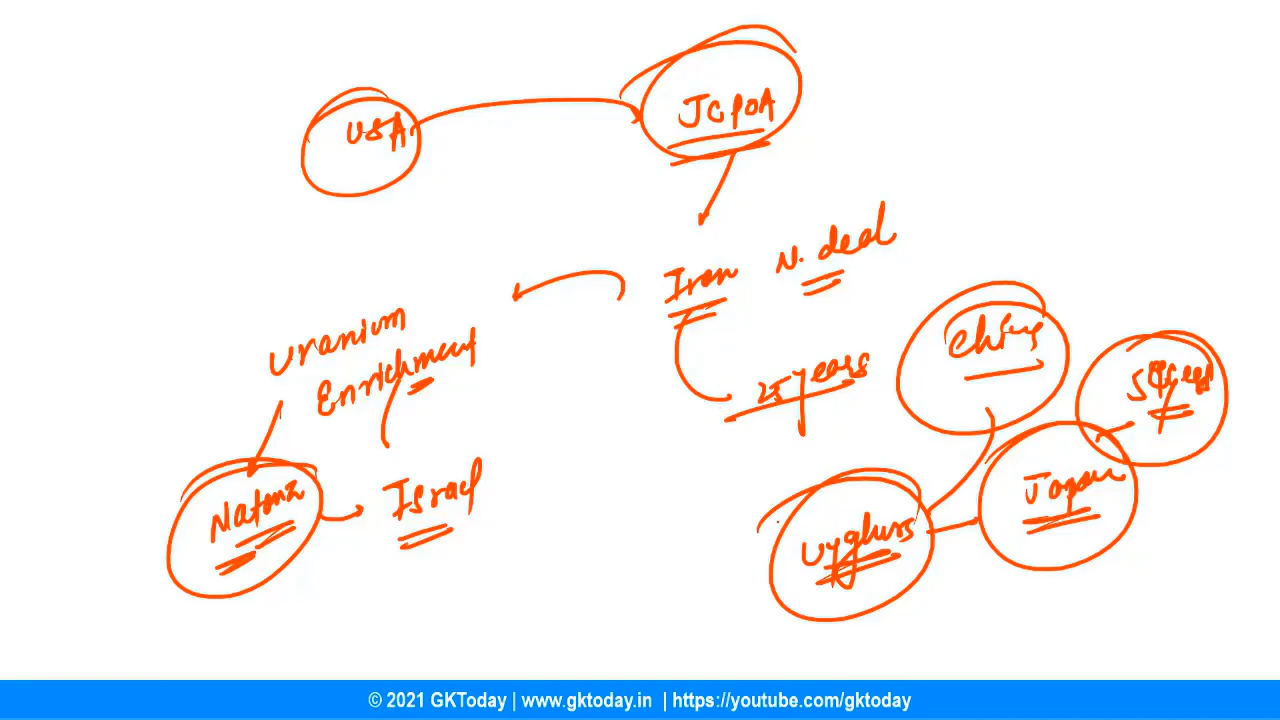 USA
JCPOA
Iran N. deal
Uranium
Enrichment
25 years
China
Natanz
Israel
Japan
Uyghurs
© 2021 GKToday | www.gktoday.in | https://youtube.com/gktoday